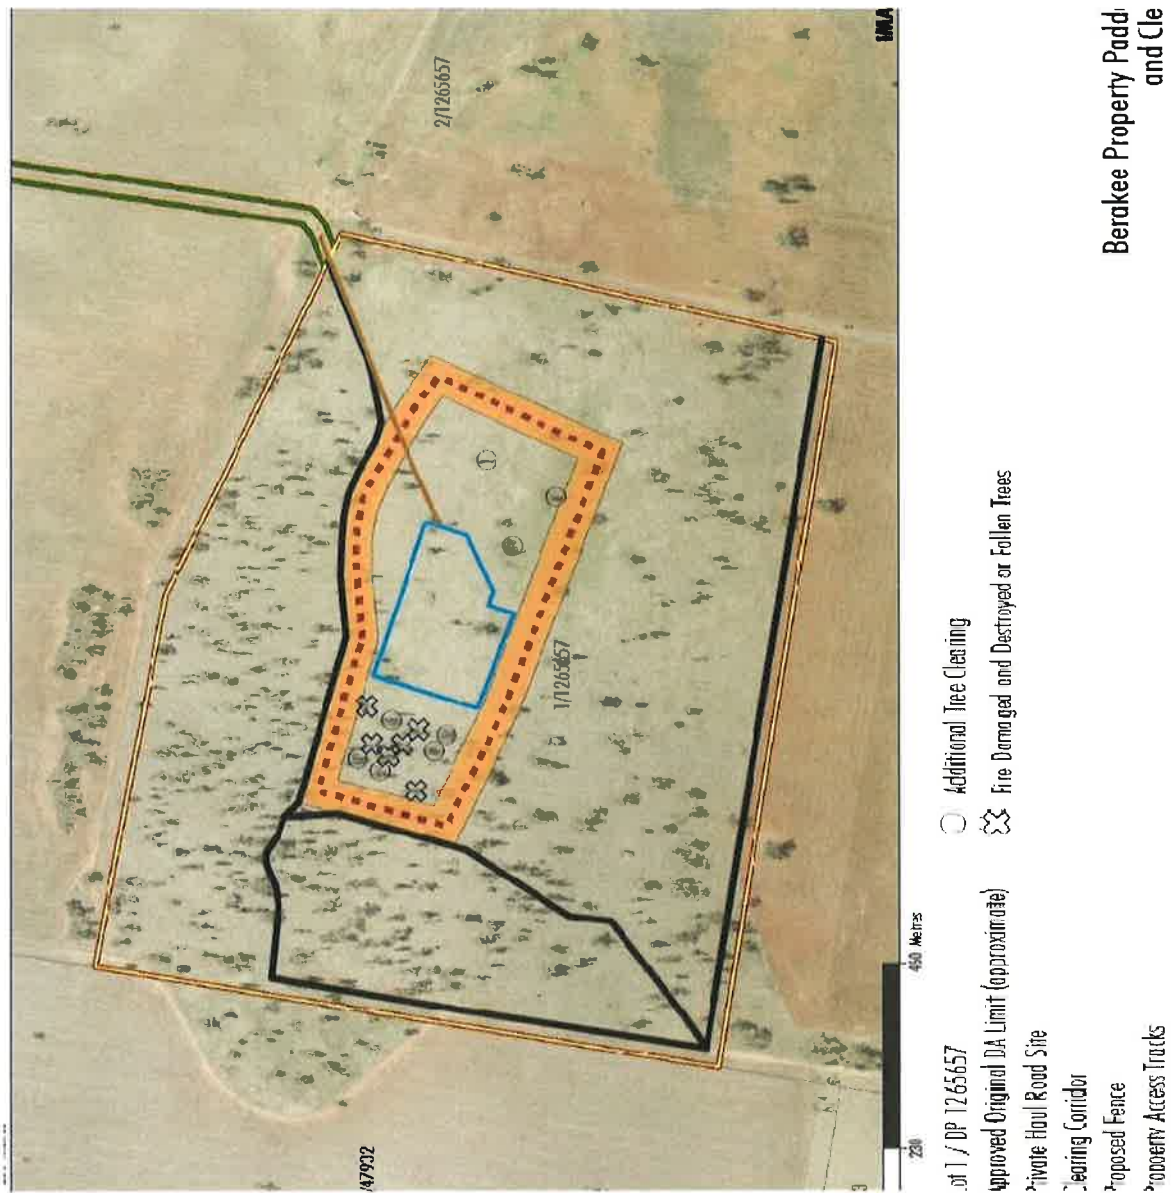 2/1265657
1/1265657
/47932
230
460 Metres
ot 1 / DP 1265657
Approved Original DA Limit (approximate)
Private Haul Road Site
Clearing Corridor
Proposed Fence
Property Access Tracks
Additional Tree Clearing
Fire Damaged and Destroyed or Fallen Trees
Berakee Property Padd
and Cle